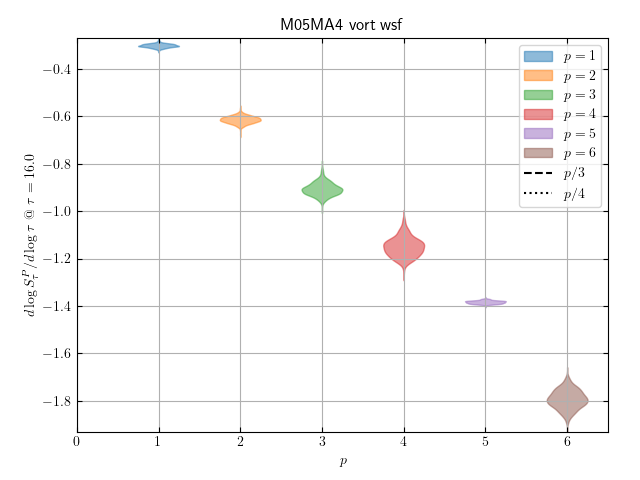 M05MA4 vort wsf
d log S_τ^P / d log τ @ τ = 16.0
−0.4
−0.6
−0.8
−1.0
−1.2
−1.4
−1.6
−1.8
p = 1
p = 2
p = 3
p = 4
p = 5
p = 6
p/3
p/4
0 1 2 3 4 5 6
p